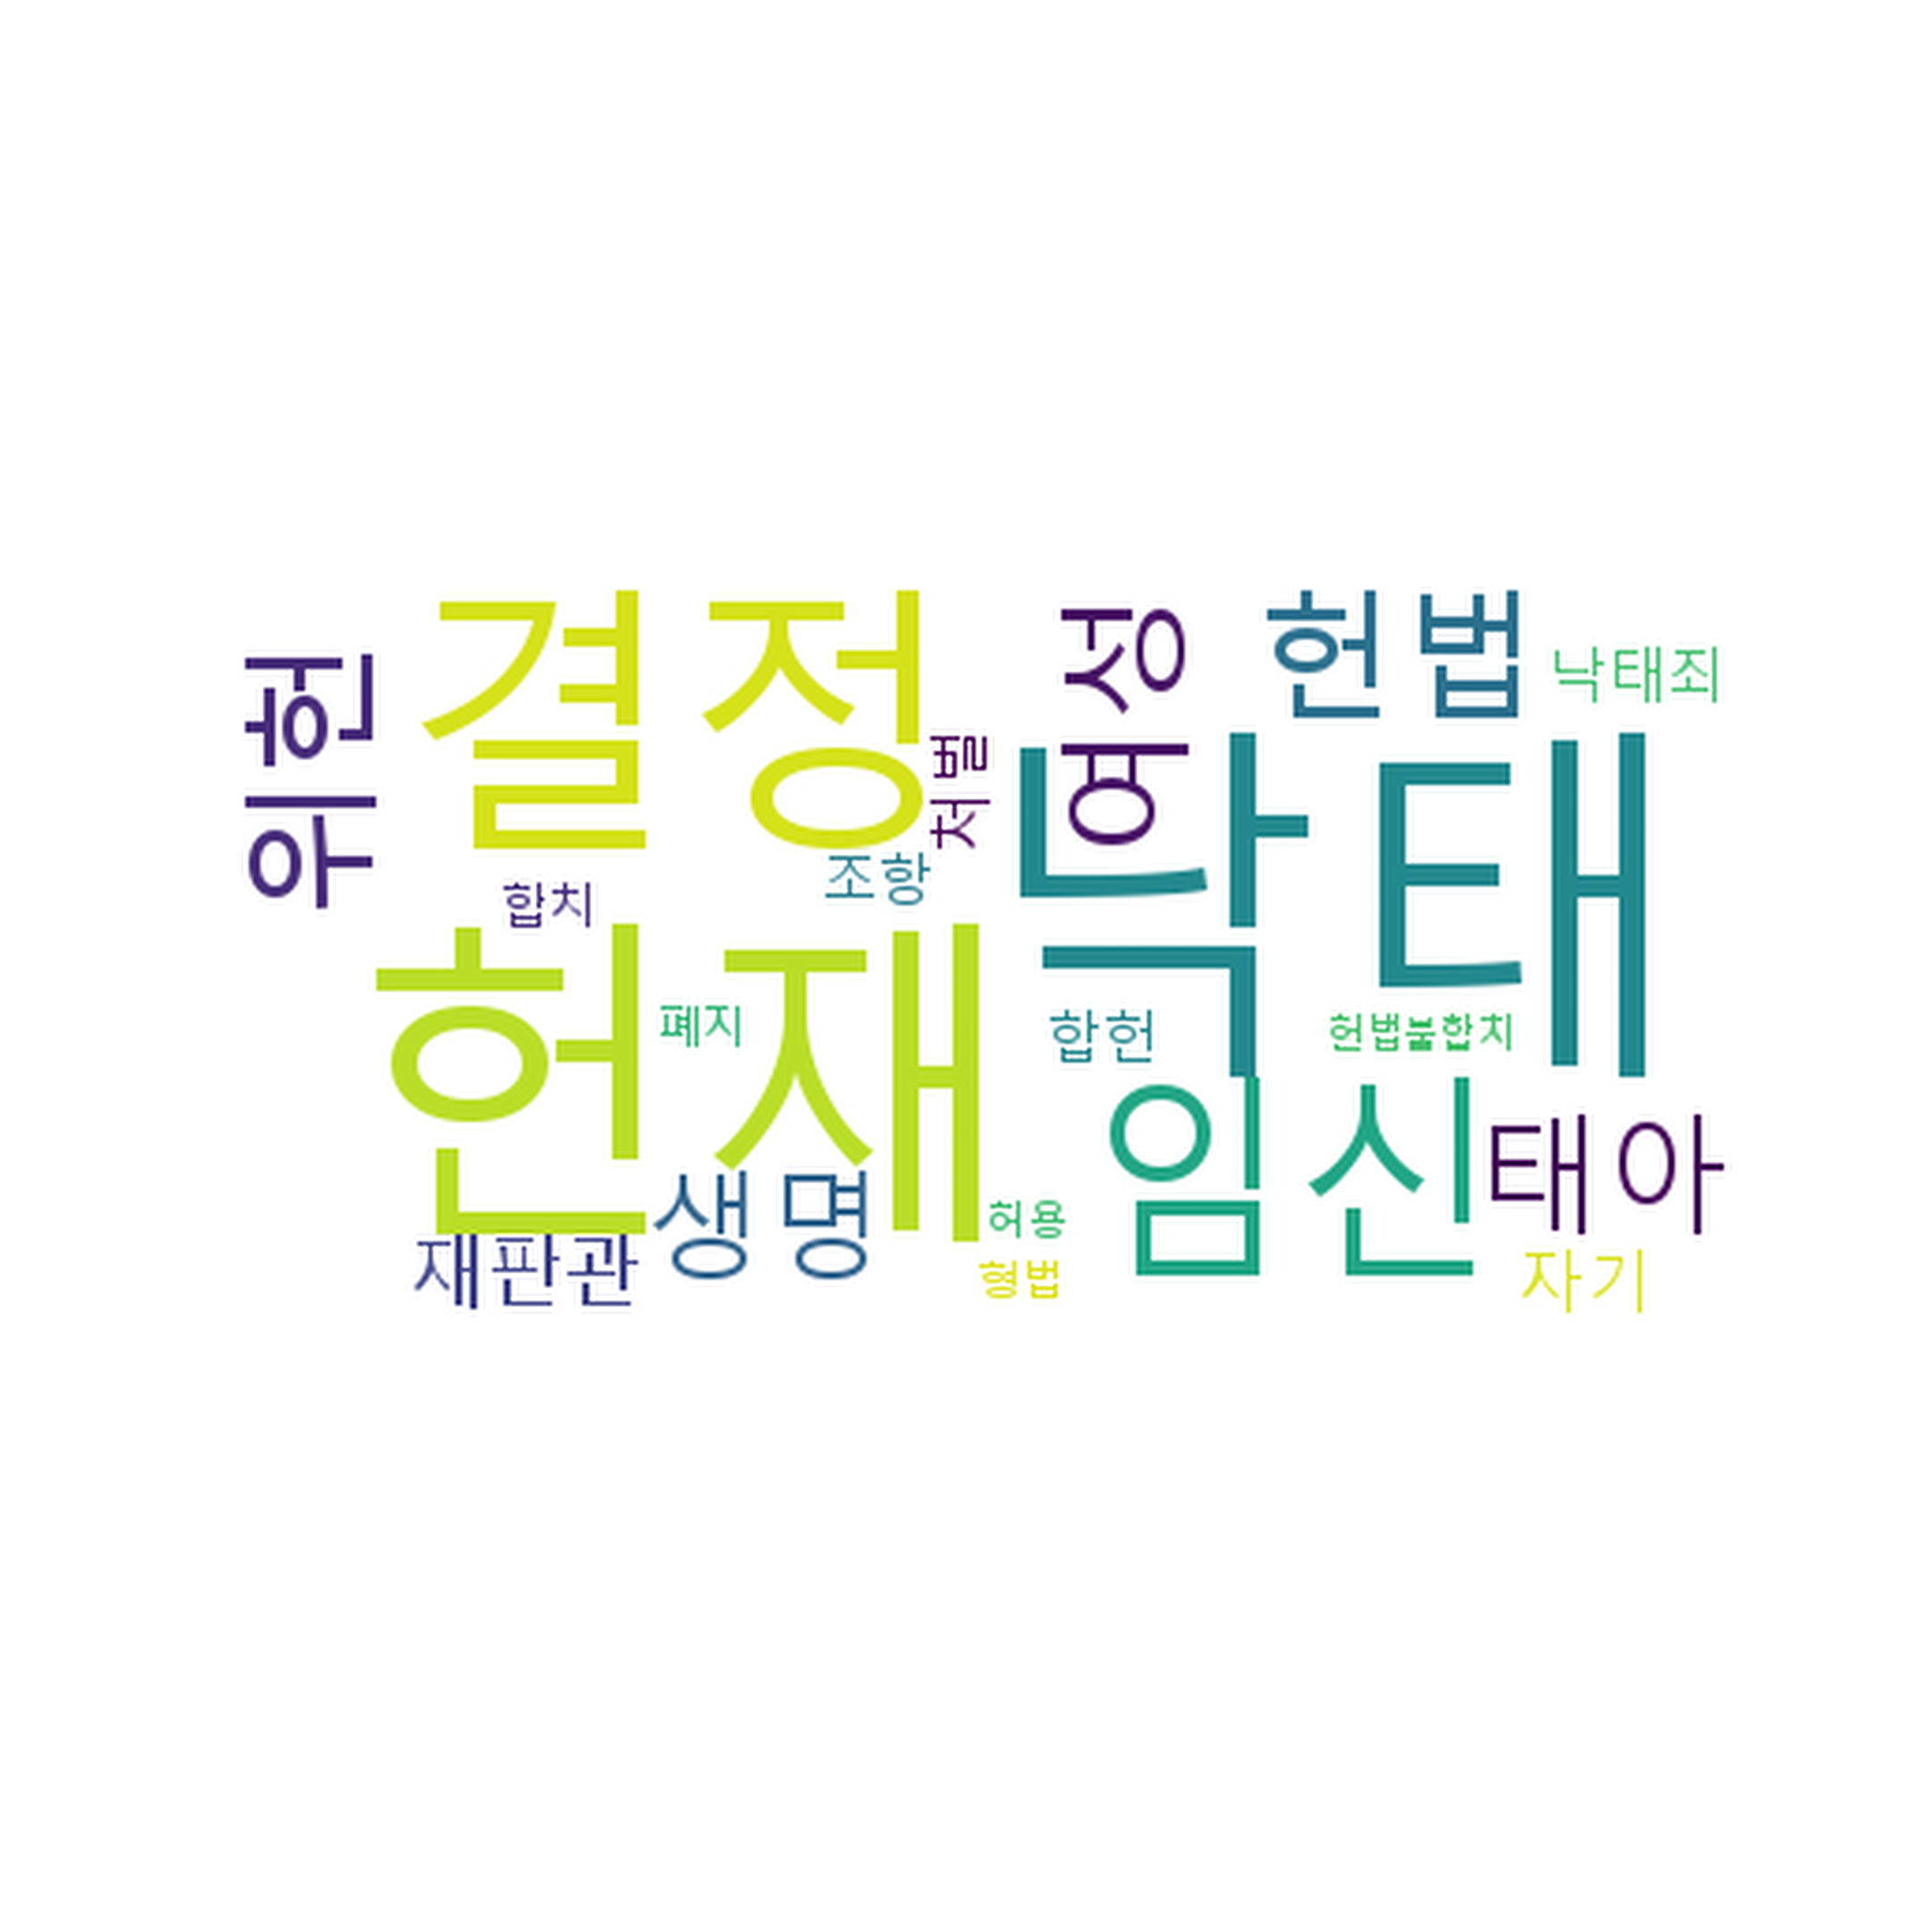 위헌
결정
여성
헌법
낙태죄
처벌
낙태
조항
합치
헌재
폐지
합헌
헌법불합치
임신
태아
생명
허용
재판관
형법
자기